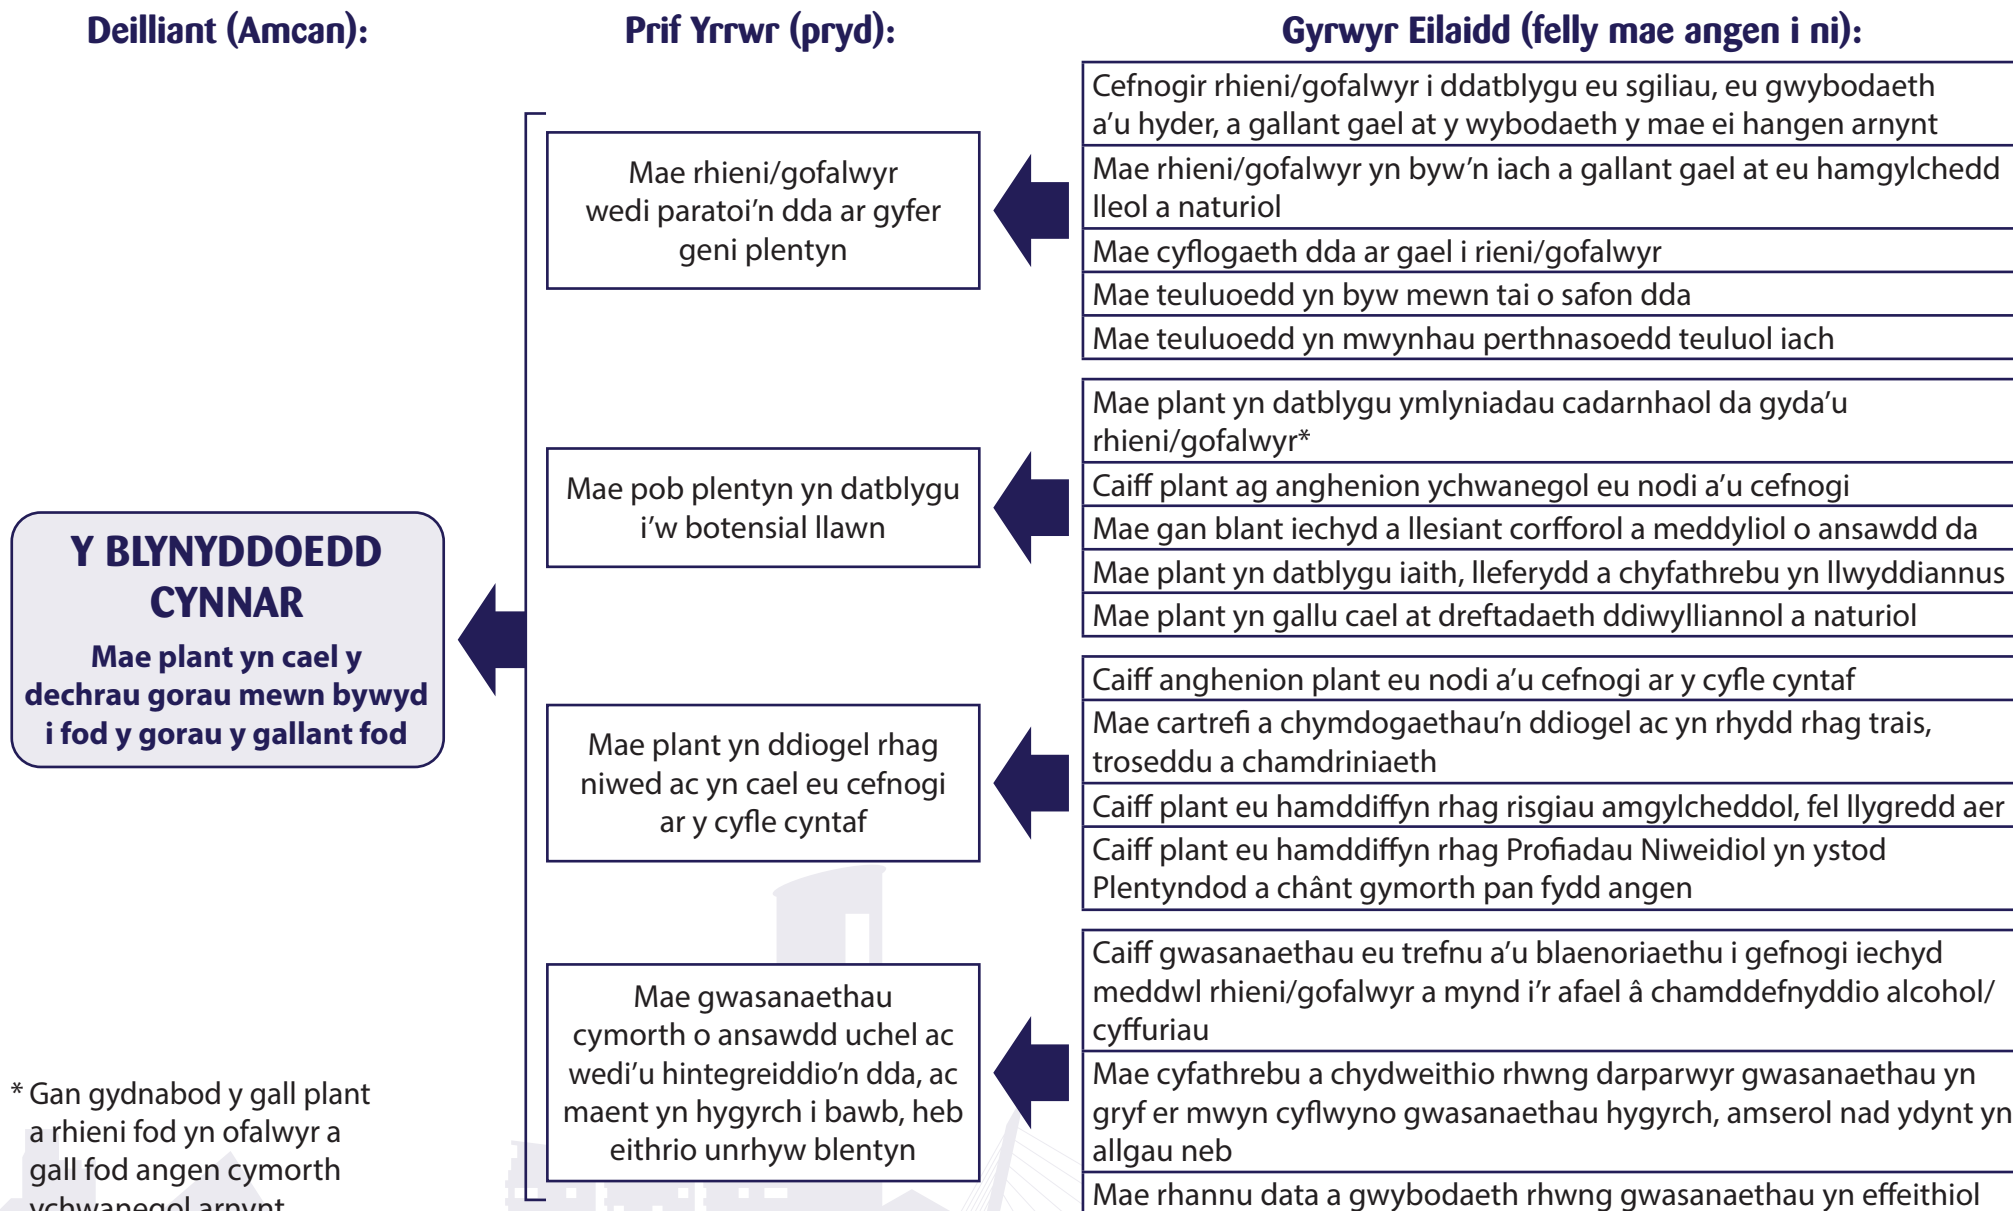 Deilliant (Amcan):
Prif Yrrwr (pryd):
Gyrwyr Eilaidd (felly mae angen i ni):
Y BLYNYDDOEDD
CYNNAR
Mae plant yn cael y
dechrau gorau mewn bywyd
i fod y gorau y gallant fod
Mae rhieni/gofalwyr
wedi paratoi'n dda ar gyfer
geni plentyn
Cefnogir rhieni/gofalwyr i ddatblygu eu sgiliau, eu gwybodaeth
a'u hyder, a gallant gael at y wybodaeth y mae ei hangen arnynt
Mae rhieni/gofalwyr yn byw'n iach a gallant gael at eu hamgylchedd
lleol a naturiol
Mae cyflogaeth dda ar gael i rieni/gofalwyr
Mae teuluoedd yn byw mewn tai o safon dda
Mae teuluoedd yn mwynhau perthnasoedd teuluol iach
Mae pob plentyn yn datblygu
i'w botensial llawn
Mae plant yn datblygu ymlyniadau cadarnhaol da gyda'u
rhieni/gofalwyr*
Caiff plant ag anghenion ychwanegol eu nodi a'u cefnogi
Mae gan blant iechyd a llesiant corfforol a meddyliol o ansawdd da
Mae plant yn datblygu iaith, lleferydd a chyfathrebu yn llwyddiannus
Mae plant yn gallu cael at dreftadaeth ddiwylliannol a naturiol
Mae plant yn ddiogel rhag
niwed ac yn cael eu cefnogi
ar y cyfle cyntaf
Caiff anghenion plant eu nodi a'u cefnogi ar y cyfle cyntaf
Mae cartrefi a chymdogaethau'n ddiogel ac yn rhydd rhag trais,
troseddu a chamdriniaeth
Caiff plant eu hamddiffyn rhag risgiau amgylcheddol, fel llygredd aer
Caiff plant eu hamddiffyn rhag Profiadau Niweidiol yn ystod
Plentyndod a chânt gymorth pan fydd angen
Mae gwasanaethau
cymorth o ansawdd uchel ac
wedi'u hintegreiddio'n dda, ac
maent yn hygyrch i bawb, heb
eithrio unrhyw blentyn
Caiff gwasanaethau eu trefnu a'u blaenoriaethu i gefnogi iechyd
meddwl rhieni/gofalwyr a mynd i'r afael â chamddefnyddio alcohol/
cyffuriau
Mae cyfathrebu a chydweithio rhwng darparwyr gwasanaethau yn
gryf er mwyn cyflwyno gwasanaethau hygyrch, amserol nad ydynt yn
allgau neb
Mae rhannu data a gwybodaeth rhwng gwasanaethau yn effeithiol
* Gan gydnabod y gall plant
a rhieni fod yn ofalwyr a
gall fod angen cymorth
ychwanegol arnynt